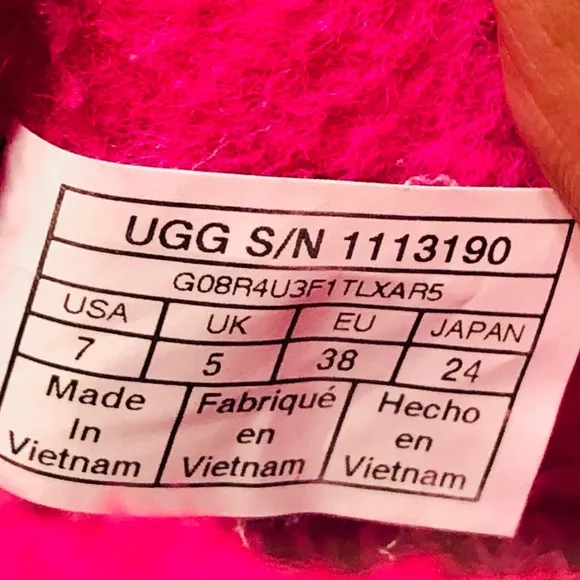 UGG S/N 1113190
G08R4U3F1TLXAR5
USA UK EU JAPAN
7 5 38 24
Made Fabriqué Hecho
In en en
Vietnam Vietnam Vietnam